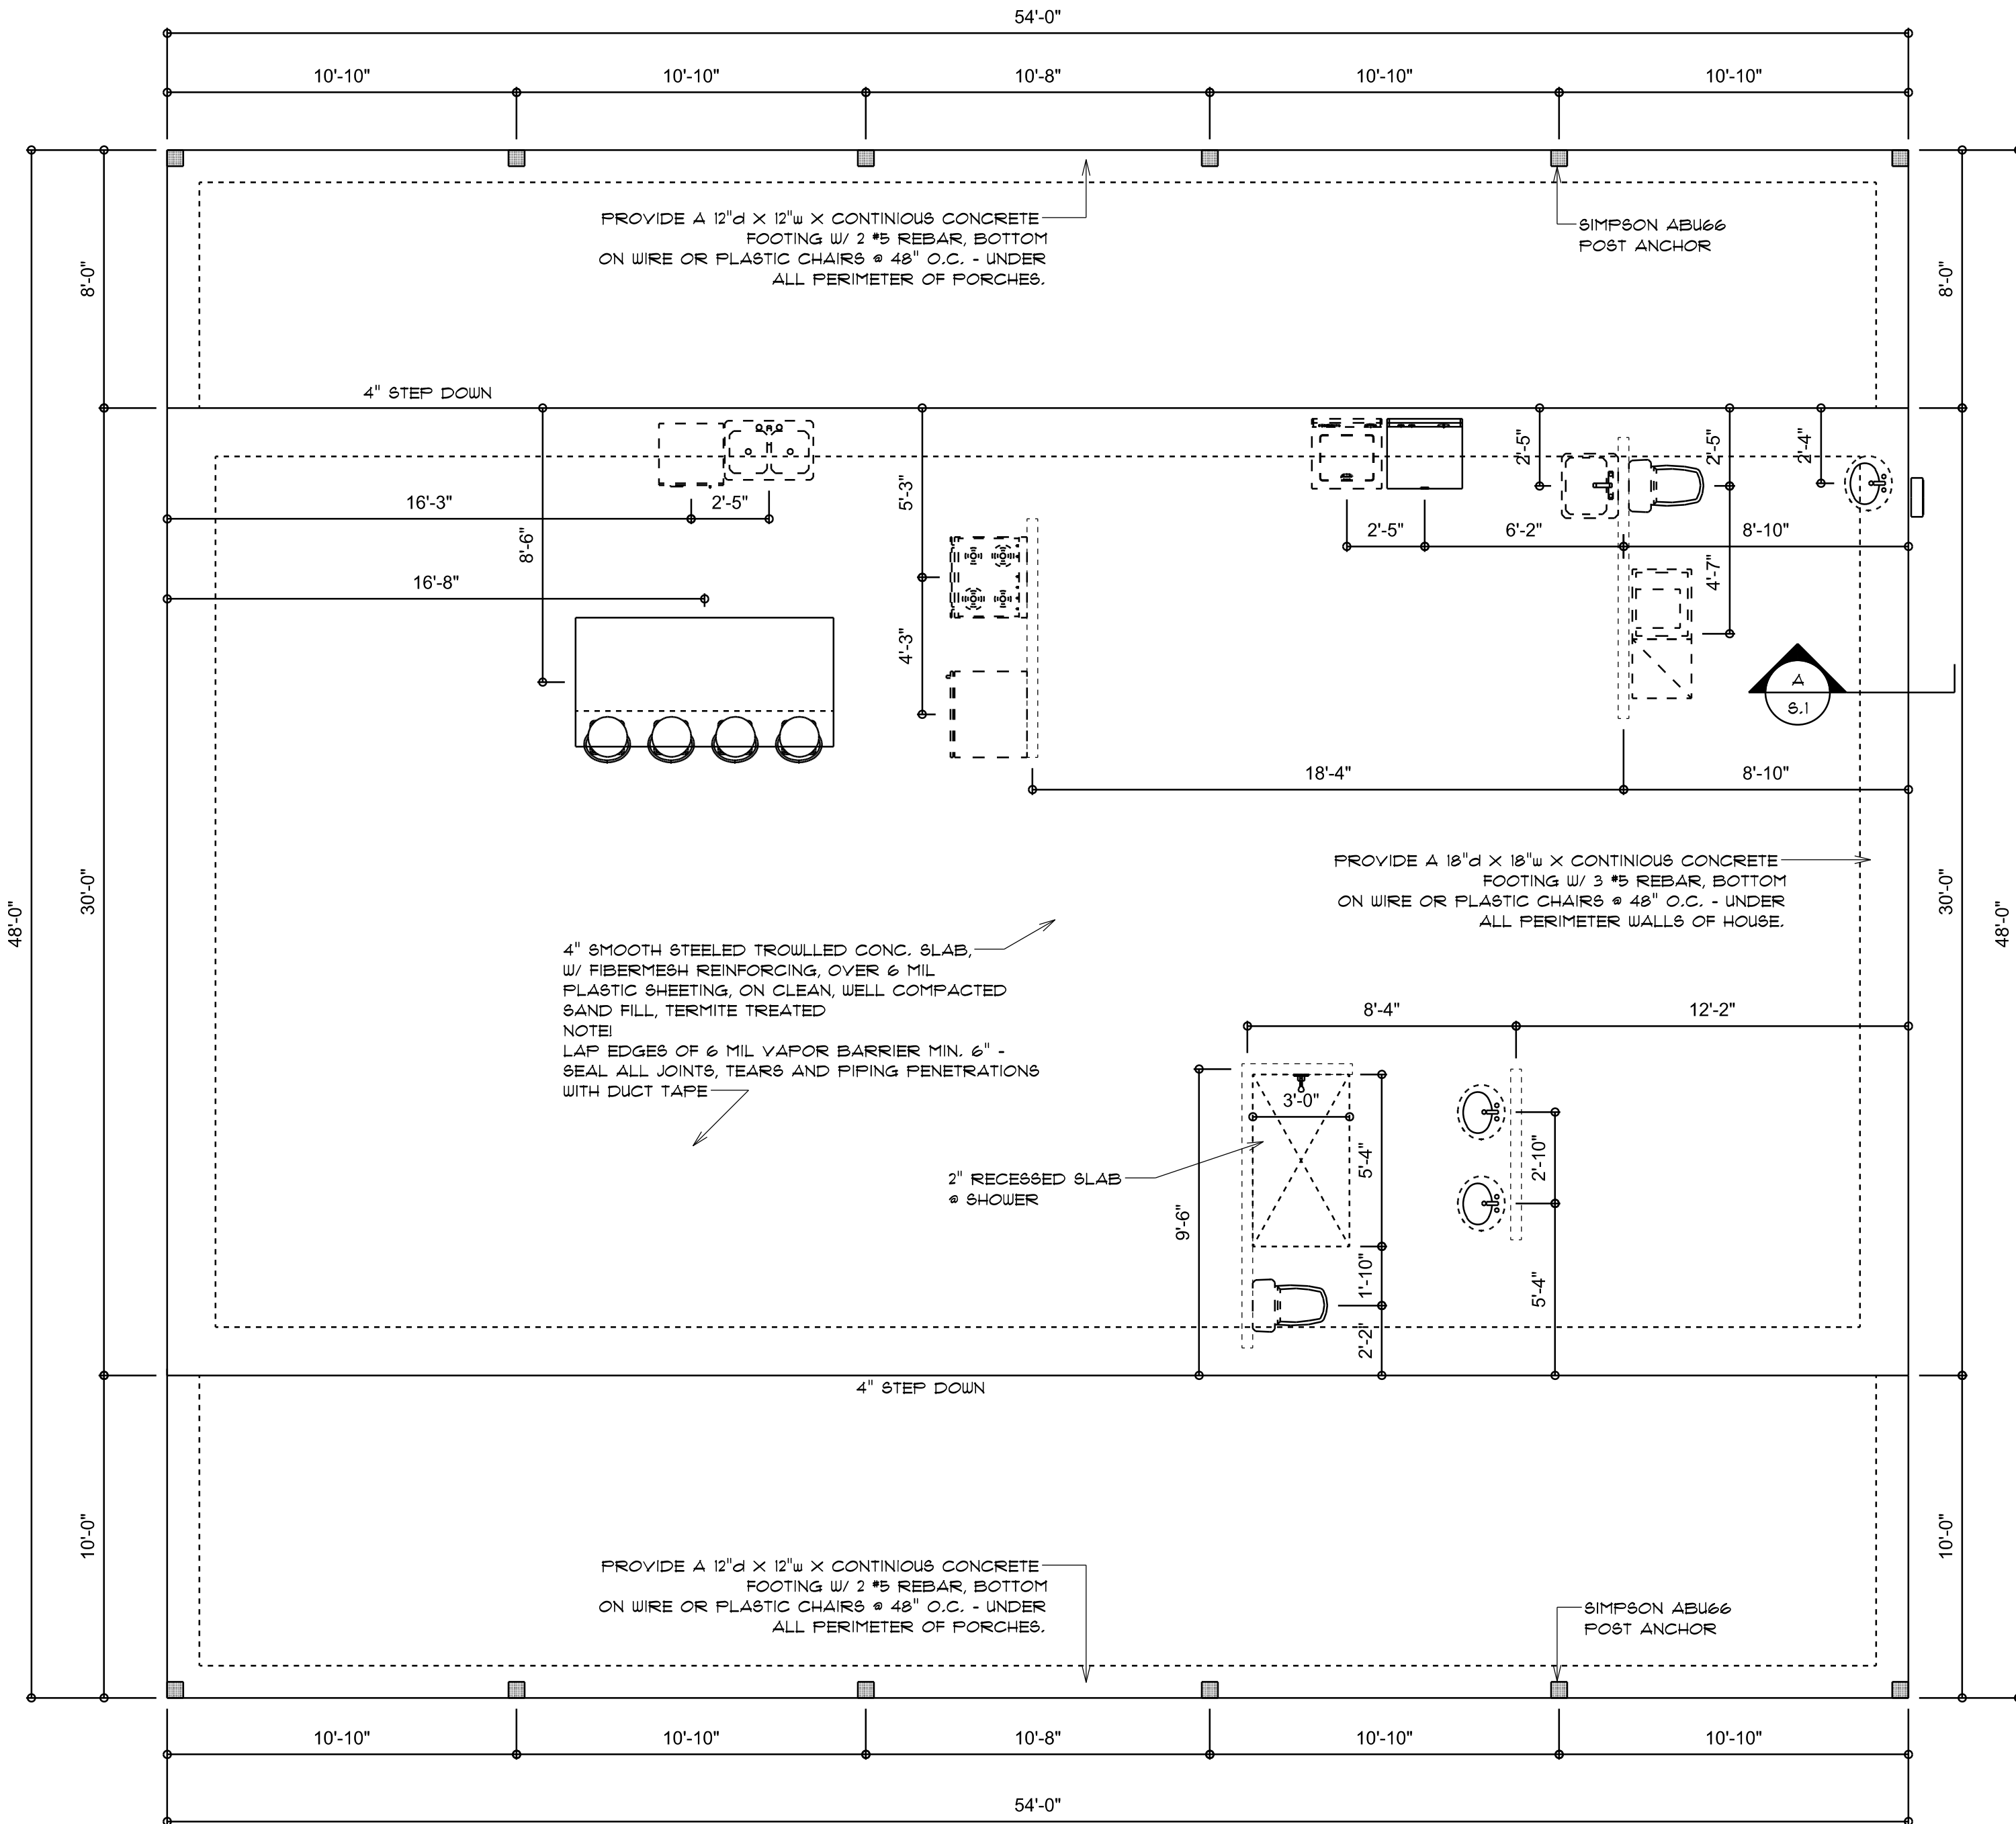 54'-0"
10'-10"
10'-10"
10'-8"
10'-10"
10'-10"
PROVIDE A 12"d X 12"w X CONTINIOUS CONCRETE
FOOTING W/ 2 #5 REBAR, BOTTOM
ON WIRE OR PLASTIC CHAIRS @ 48" O.C. - UNDER
ALL PERIMETER OF PORCHES.
SIMPSON ABU66
POST ANCHOR
8'-0"
8'-0"
4" STEP DOWN
2'-5"
2'-5"
2'-4"
16'-3"
2'-5"
5'-3"
8'-6"
2'-5"
6'-2"
8'-10"
16'-8"
4'-7"
4'-3"
A
S.1
18'-4"
8'-10"
48'-0"
30'-0"
PROVIDE A 18"d X 18"w X CONTINIOUS CONCRETE
FOOTING W/ 3 #5 REBAR, BOTTOM
ON WIRE OR PLASTIC CHAIRS @ 48" O.C. - UNDER
ALL PERIMETER WALLS OF HOUSE.
30'-0"
48'-0"
4" SMOOTH STEELED TROWLLED CONC. SLAB,
W/ FIBERMESH REINFORCING, OVER 6 MIL
PLASTIC SHEETING, ON CLEAN, WELL COMPACTED
SAND FILL, TERMITE TREATED
NOTE!
LAP EDGES OF 6 MIL VAPOR BARRIER MIN. 6" -
SEAL ALL JOINTS, TEARS AND PIPING PENETRATIONS
WITH DUCT TAPE
8'-4"
12'-2"
3'-0"
5'-4"
2'-10"
2" RECESSED SLAB
@ SHOWER
9'-6"
1'-10"
5'-4"
2'-2"
4" STEP DOWN
10'-0"
10'-0"
PROVIDE A 12"d X 12"w X CONTINIOUS CONCRETE
FOOTING W/ 2 #5 REBAR, BOTTOM
ON WIRE OR PLASTIC CHAIRS @ 48" O.C. - UNDER
ALL PERIMETER OF PORCHES.
SIMPSON ABU66
POST ANCHOR
10'-10"
10'-10"
10'-8"
10'-10"
10'-10"
54'-0"